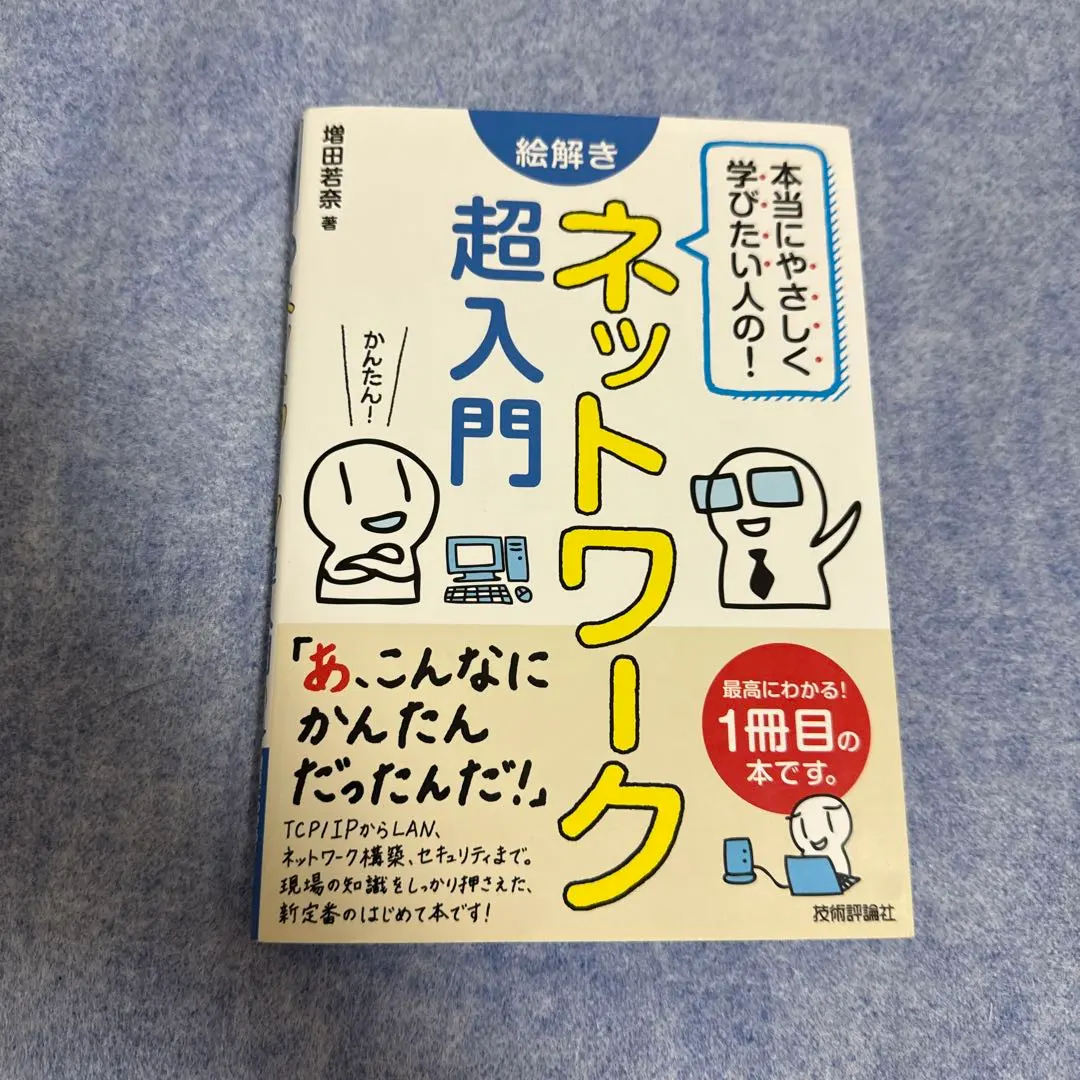 本当にやさしく
学びたい人の!
絵解き
ネットワーク
超入門
増田若奈 著
かんたん!
「あ、こんなに
かんたん
だったんだ!」
TCP/IPからLAN、
ネットワーク構築、セキュリティまで。
現場の知識をしっかり押さえた、
新定番のはじめて本です!
最高にわかる!
1冊目の
本です。
技術評論社